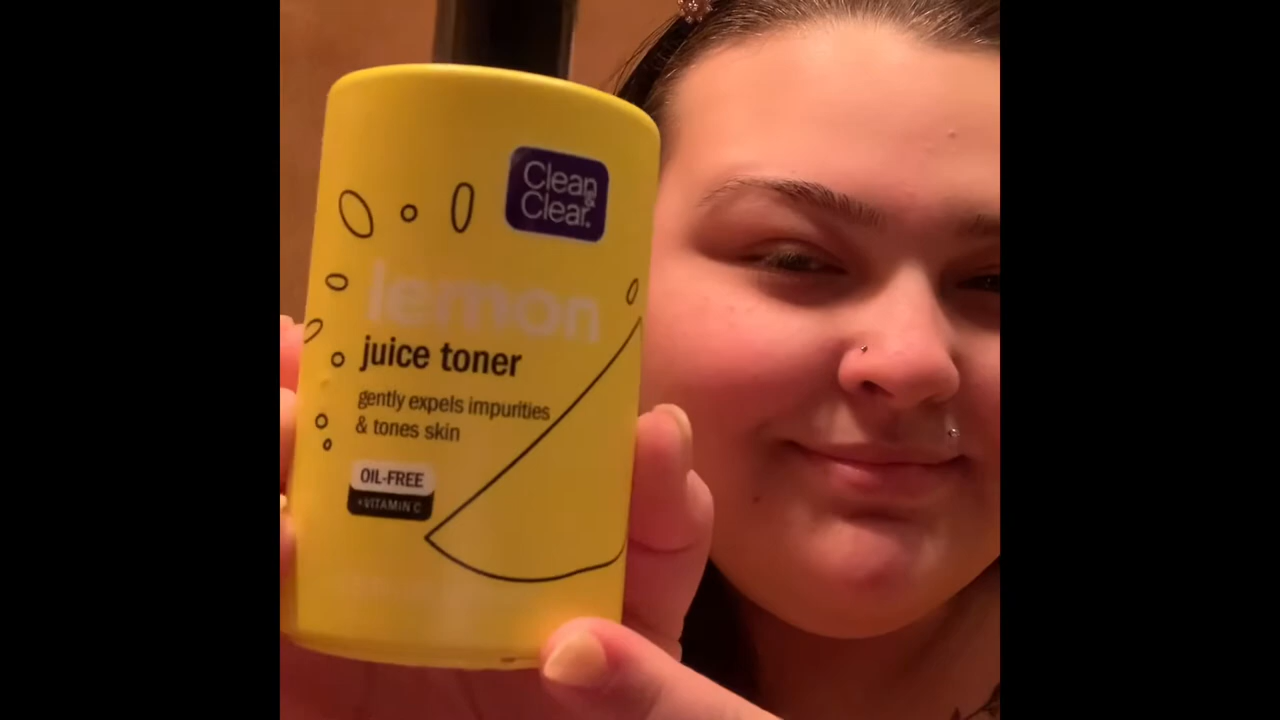 Clean
&
Clear.
lemon
juice toner
gently expels impurities
& tones skin
OIL-FREE
+VITAMIN C